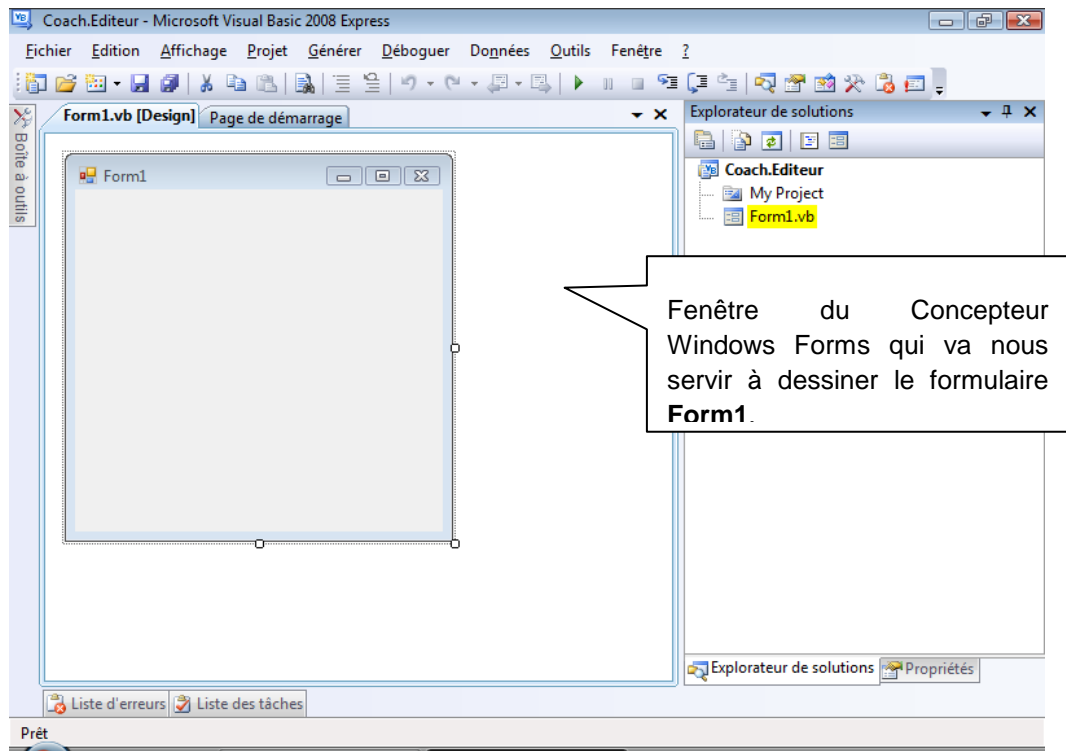 Coach.Editeur - Microsoft Visual Basic 2008 Express
Fichier Edition Affichage Projet Générer Déboguer Données Outils Fenêtre ?
Boîte à outils
Form1.vb [Design] Page de démarrage
Form1
Explorateur de solutions
Coach.Editeur
My Project
Form1.vb
Fenêtre du Concepteur
Windows Forms qui va nous
servir à dessiner le formulaire
Form1.
Explorateur de solutions Propriétés
Liste d'erreurs Liste des tâches
Prêt